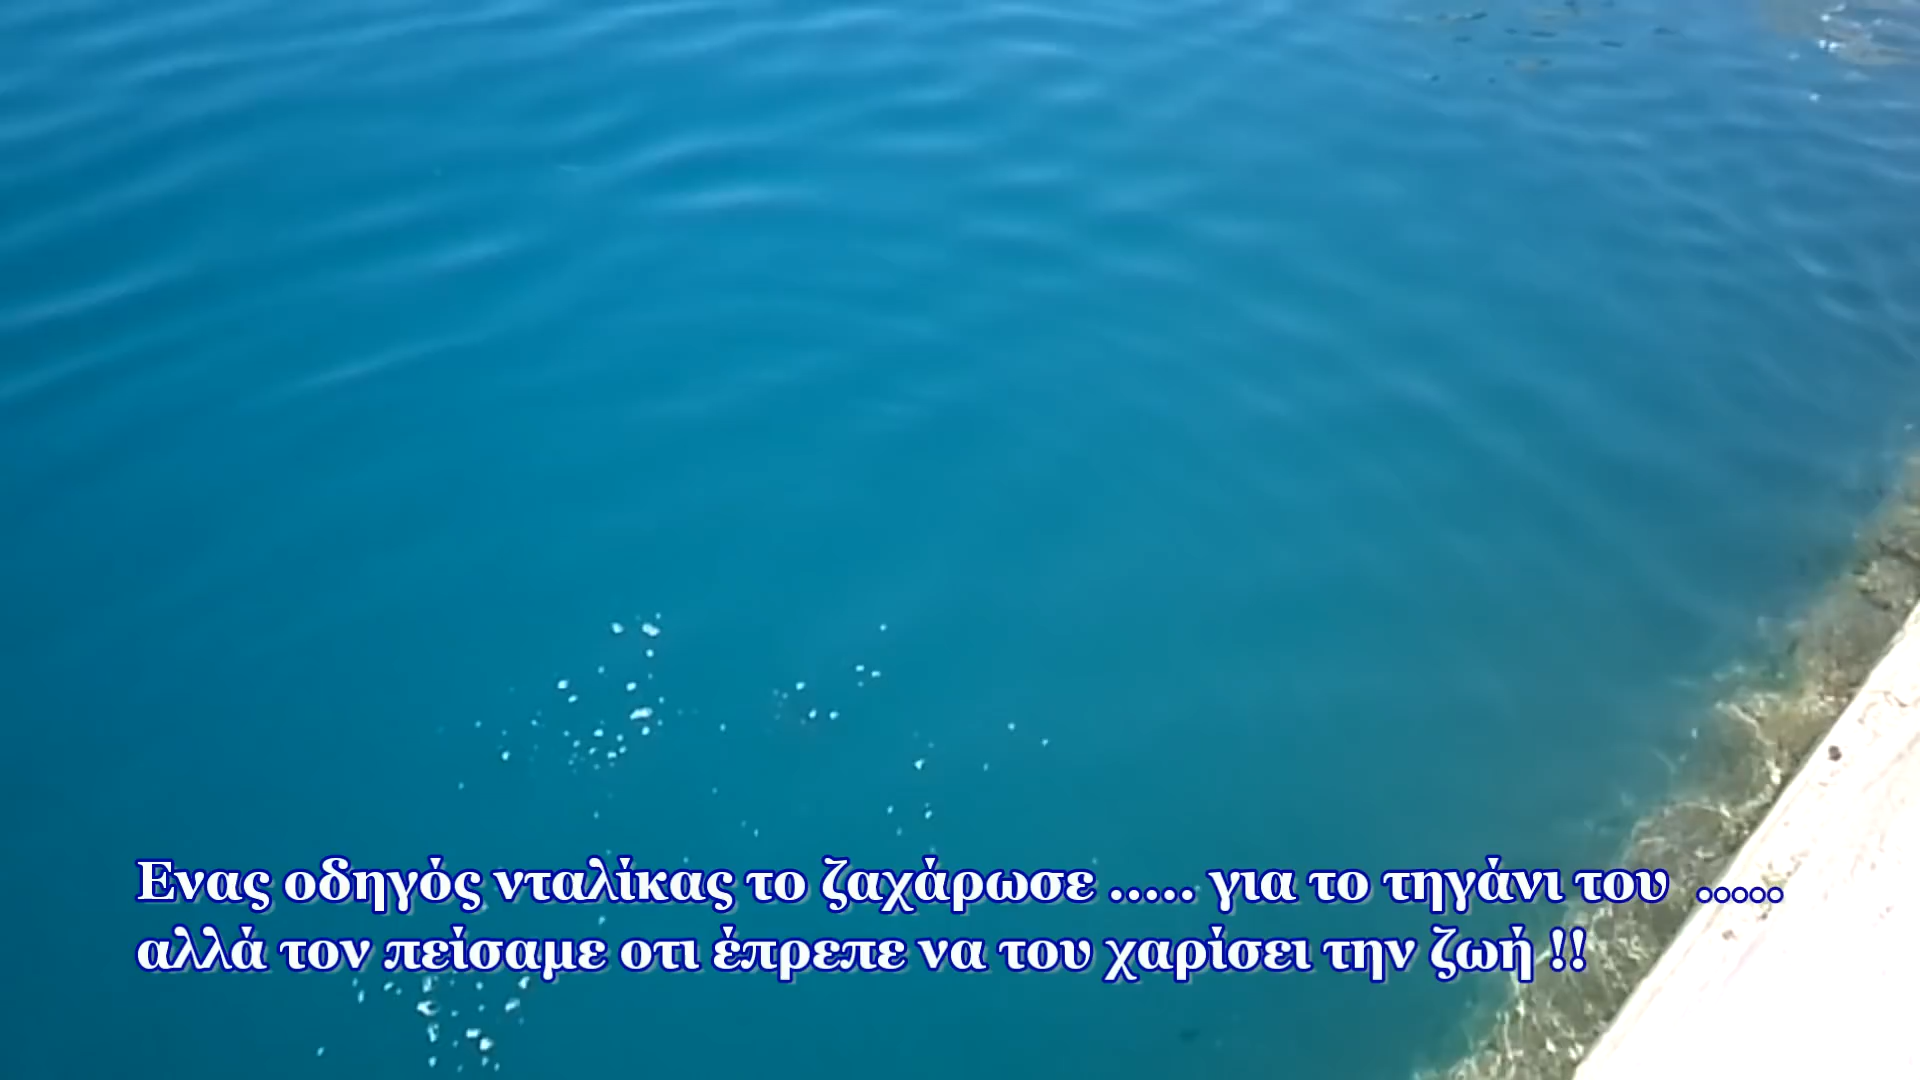 Ενας οδηγός νταλίκας το ζαχάρωσε ..... για το τηγάνι του .....
αλλά τον πείσαμε οτι έπρεπε να του χαρίσει την ζωή !!